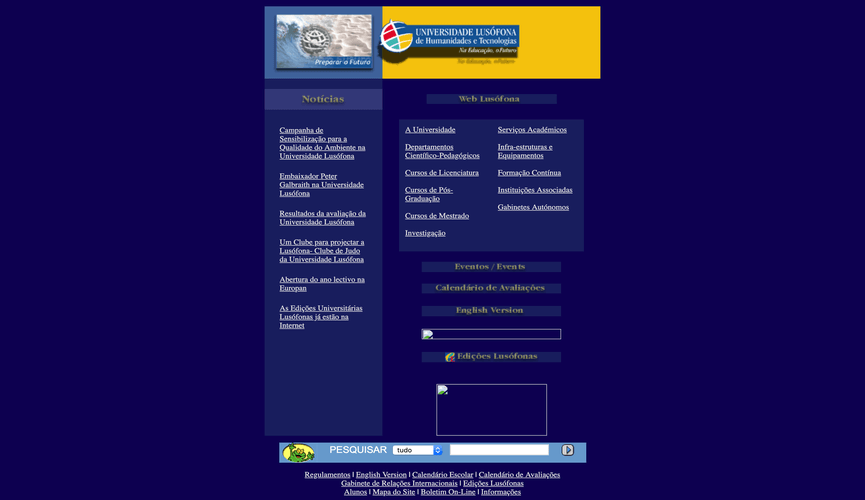 Preparar o Futuro
UNIVERSIDADE LUSÓFONA
de Humanidades e Tecnologias
Na Educação, o Futuro
Na Educação, o Futuro
Notícias
Campanha de
Sensibilização para a
Qualidade do Ambiente na
Universidade Lusófona
Embaixador Peter
Galbraith na Universidade
Lusófona
Resultados da avaliação da
Universidade Lusófona
Um Clube para projectar a
Lusófona- Clube de Judo
da Universidade Lusófona
Abertura do ano lectivo na
Europan
As Edições Universitárias
Lusófonas já estão na
Internet
Web Lusófona
A Universidade
Departamentos
Científico-Pedagógicos
Cursos de Licenciatura
Cursos de Pós-
Graduação
Cursos de Mestrado
Investigação
Serviços Académicos
Infra-estruturas e
Equipamentos
Formação Contínua
Instituições Associadas
Gabinetes Autónomos
Eventos / Events
Calendário de Avaliações
English Version
Edições Lusófonas
PESQUISAR tudo
Regulamentos | English Version | Calendário Escolar | Calendário de Avaliações
Gabinete de Relações Internacionais | Edições Lusófonas
Alunos | Mapa do Site | Boletim On-Line | Informações